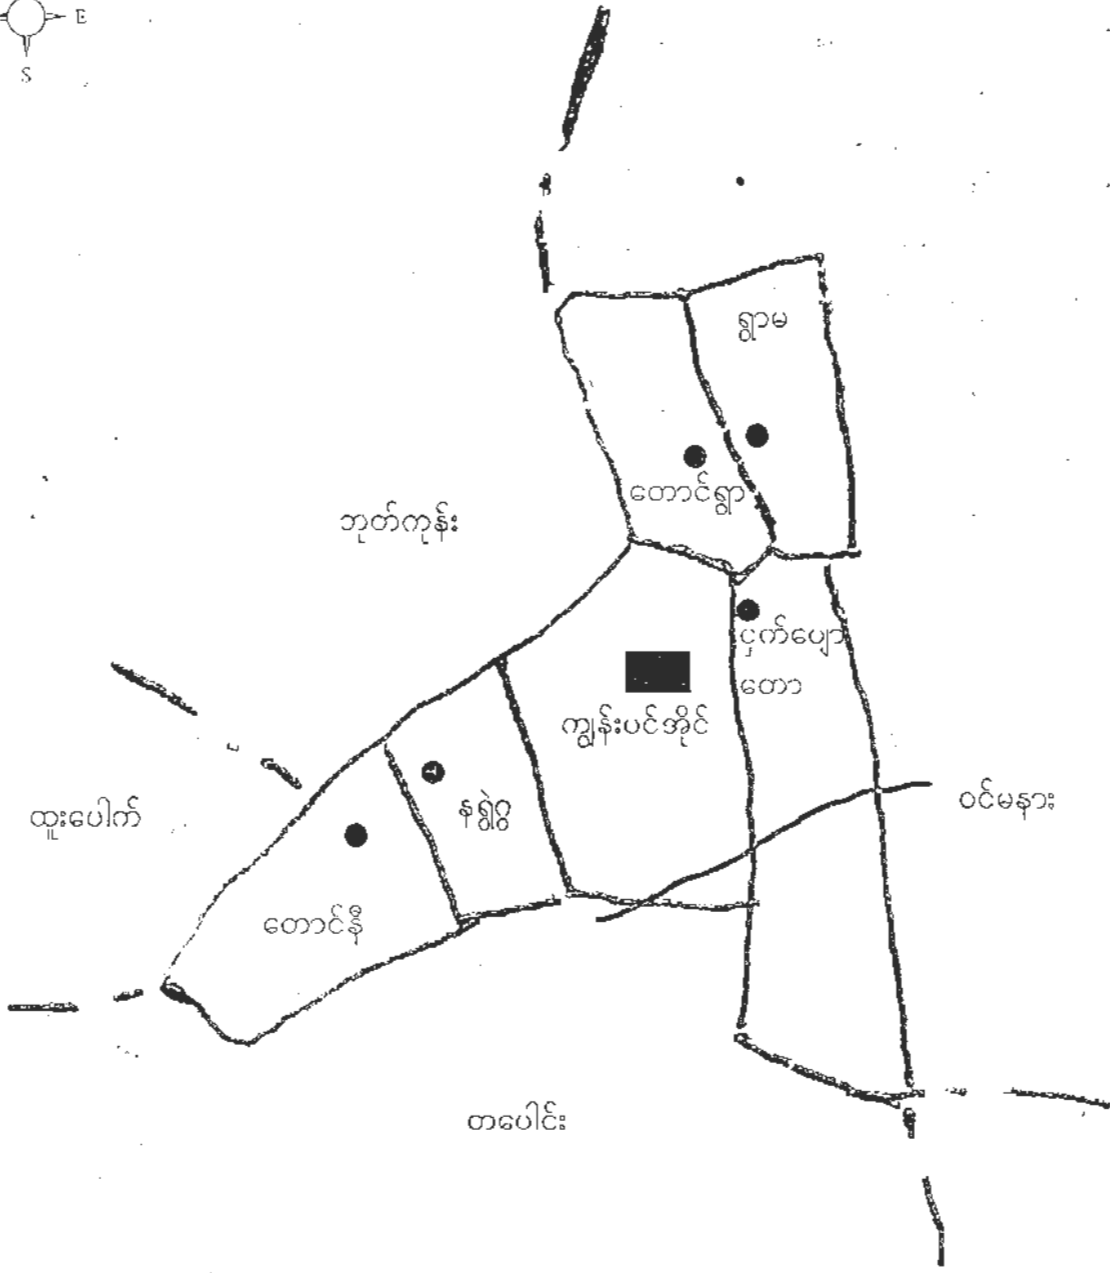 E
S
ရွာမ
တောင်ရွာ
ဘုတ်ကုန်း
ငှက်ပျော
တော
ကျွန်းပင်အိုင်
ဝင်မနား
ထူးပေါက်
နရွဲဂွ
တောင်နီ
တပေါင်း